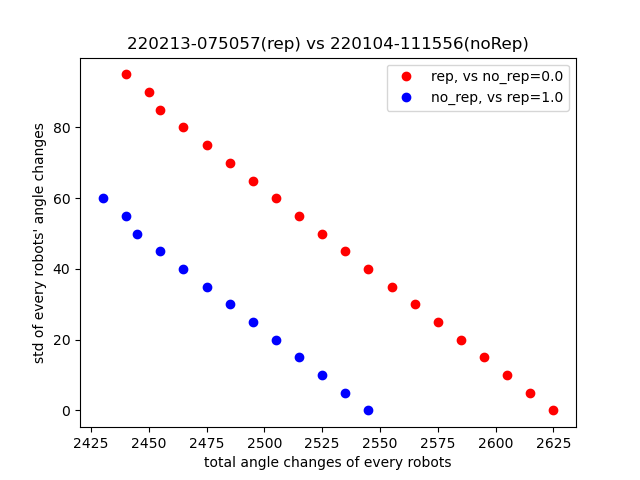 220213-075057(rep) vs 220104-111556(noRep)
rep, vs no_rep=0.0
no_rep, vs rep=1.0
std of every robots' angle changes
80
60
40
20
0
2425 2450 2475 2500 2525 2550 2575 2600 2625
total angle changes of every robots